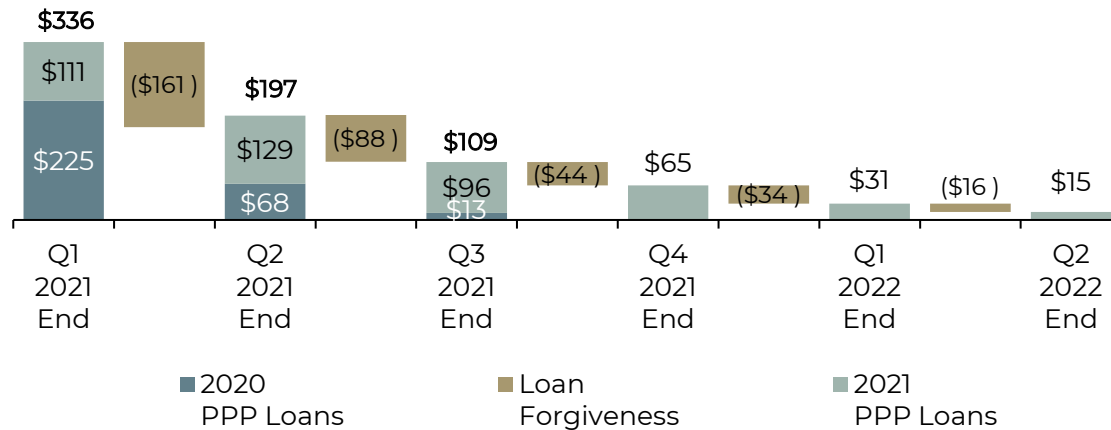 $336
$111
($161 )
$225
$197
$129
($88 )
$68
$109
$96
($44 )
$13
$65
($34 )
$31
($16 )
$15
Q1
2021
End
Q2
2021
End
Q3
2021
End
Q4
2021
End
Q1
2022
End
Q2
2022
End
2020
PPP Loans
Loan
Forgiveness
2021
PPP Loans